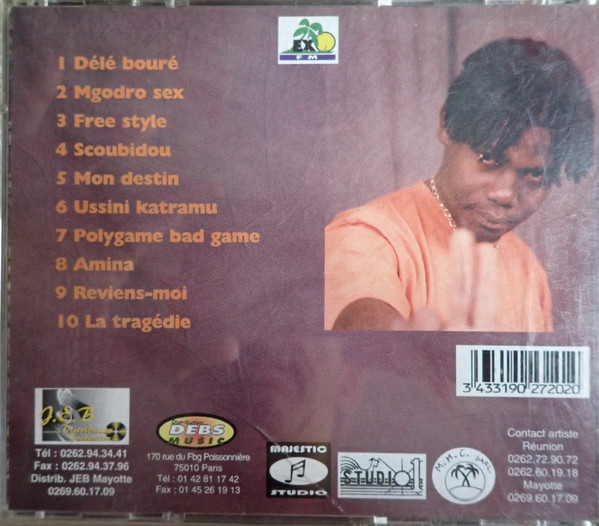 EX
FM
1 Délé bouré
2 Mgodro sex
3 Free style
4 Scoubidou
5 Mon destin
6 Ussini katramu
7 Polygame bad game
8 Amina
9 Reviens-moi
10 La tragédie
3 433190 272020
J.E.B
Tél : 0262.94.34.41
Fax : 0262.94.37.96
Distrib. JEB Mayotte
0269.60.17.09
DEBS
MUSIC
170 rue du Fbg Poissonnière
75010 Paris
Tél : 01 42 81 17 42
Fax : 01 45 26 19 13
MAJESTIC
STUDIO
STUDIO 1
M.M.C. SARL
Contact artiste
Réunion
0262.72.90.72
0262.60.19.18
Mayotte
0269.60.17.09